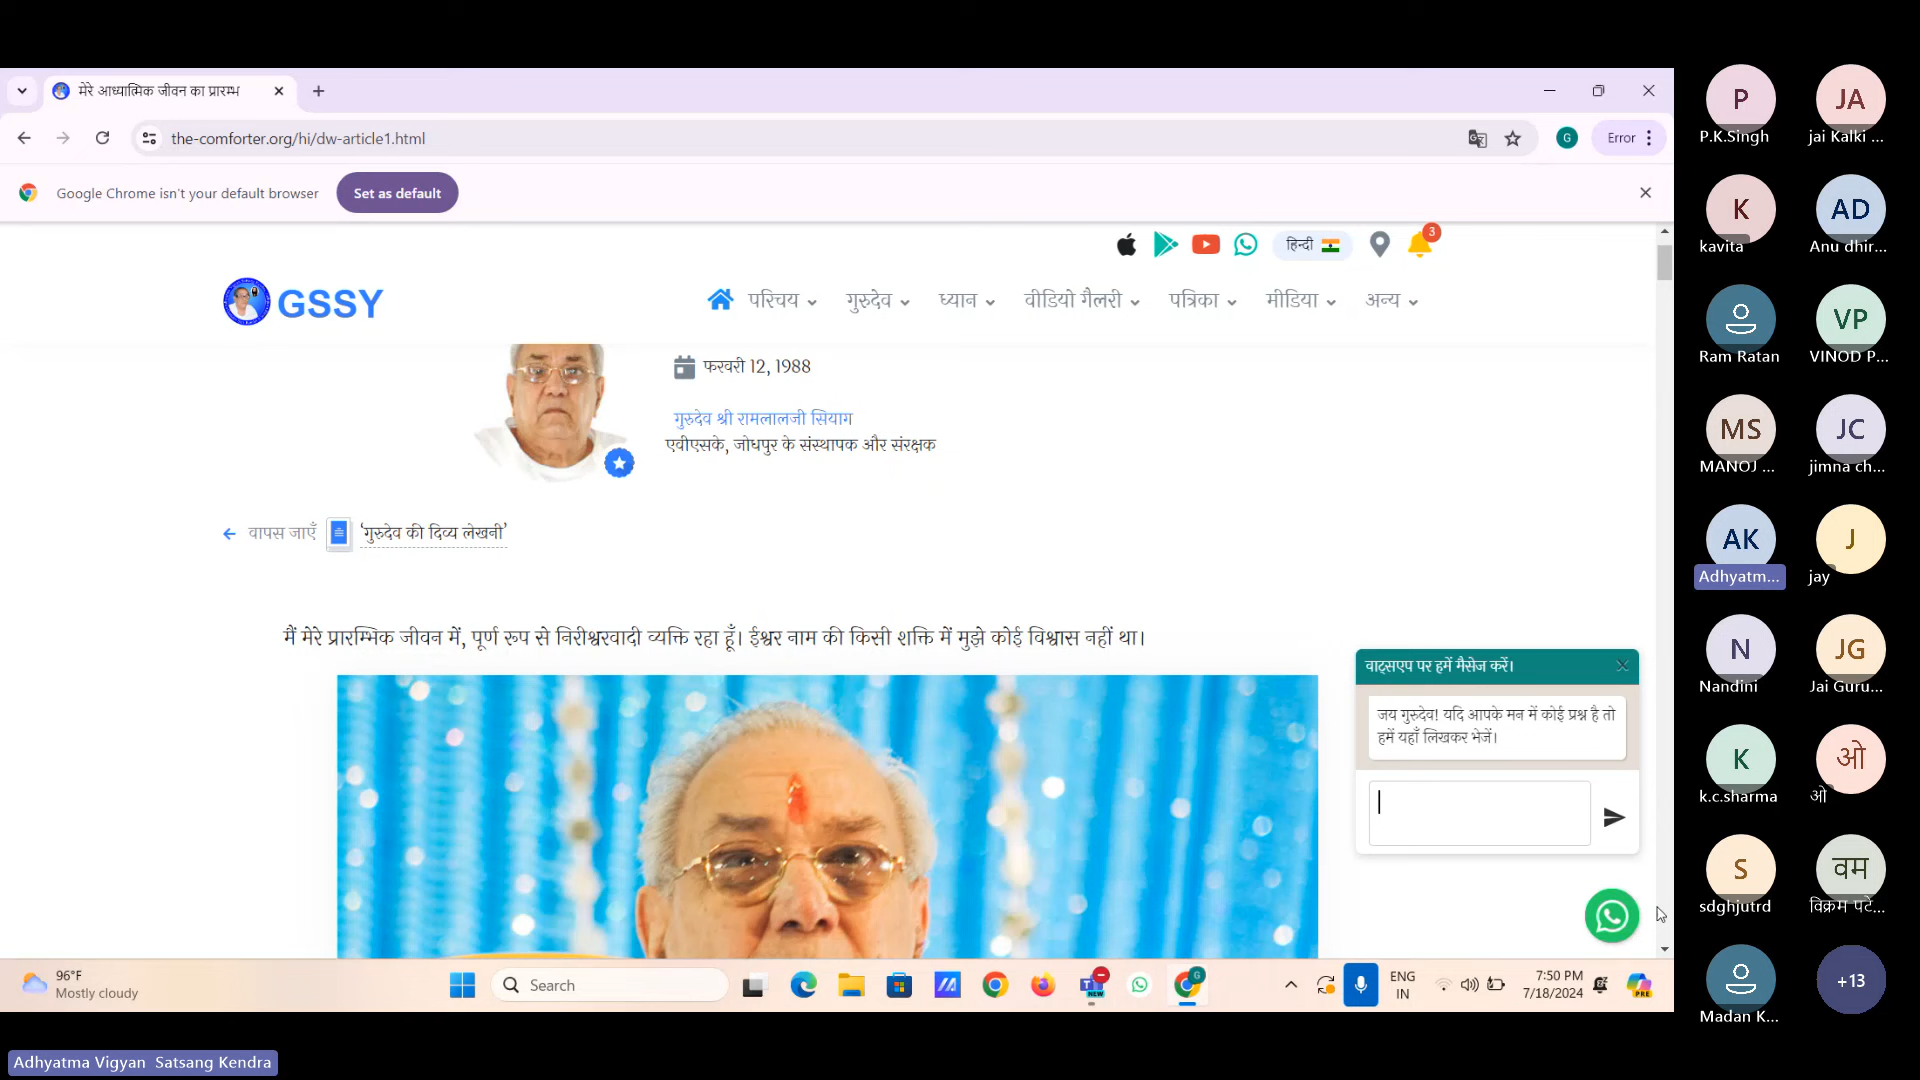 मेरे आध्यात्मिक जीवन का प्रारम्भ
the-comforter.org/hi/dw-article1.html
G
Error
Google Chrome isn't your default browser
Set as default
हिन्दी
3
GSSY
परिचय
गुरुदेव
ध्यान
वीडियो गैलरी
पत्रिका
मीडिया
अन्य
फरवरी 12, 1988
गुरुदेव श्री रामलालजी सियाग
एवीएसके, जोधपुर के संस्थापक और संरक्षक
वापस जाएँ
‘गुरुदेव की दिव्य लेखनी’
मैं मेरे प्रारम्भिक जीवन में, पूर्ण रूप से निरीश्वरवादी व्यक्ति रहा हूँ। ईश्वर नाम की किसी शक्ति में मुझे कोई विश्वास नहीं था।
वाट्सएप पर हमें मैसेज करें।
जय गुरुदेव! यदि आपके मन में कोई प्रश्न है तो
हमें यहाँ लिखकर भेजें।
96°F
Mostly cloudy
Search
NEW
G
ENG
IN
7:50 PM
7/18/2024
PRE
P
P.K.Singh
JA
jai Kalki ...
K
kavita
AD
Anu dhir...
Ram Ratan
VP
VINOD P...
MS
MANOJ ...
JC
jimna ch...
AK
Adhyatm...
J
jay
N
Nandini
JG
Jai Guru...
K
k.c.sharma
ओ
ओ
S
sdghjutrd
वम
विक्रम पटे...
Madan K...
+13
Adhyatma Vigyan Satsang Kendra